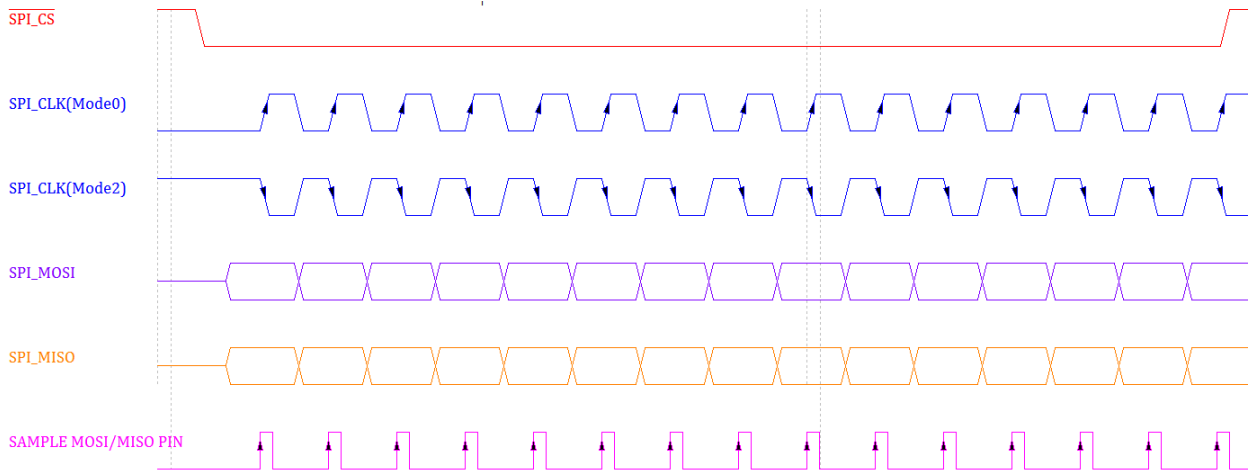 SPI_CS
SPI_CLK(Mode0)
SPI_CLK(Mode2)
SPI_MOSI
SPI_MISO
SAMPLE MOSI/MISO PIN